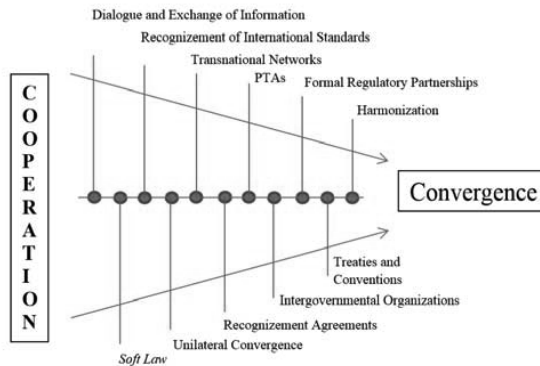 Dialogue and Exchange of Information
Recognizement of International Standards
Transnational Networks
PTAs
Formal Regulatory Partnerships
Harmonization
COOPERATION
Convergence
Treaties and
Conventions
Intergovernmental Organizations
Recognizement Agreements
Unilateral Convergence
Soft Law